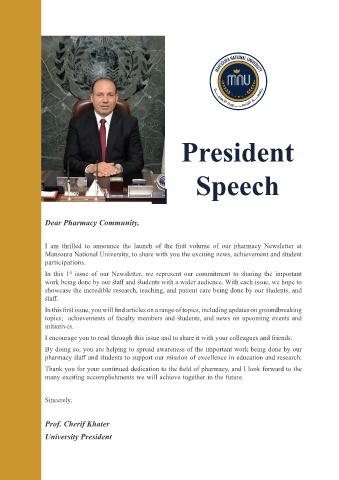 MANSOURA NATIONAL UNIVERSITY
MNU
President
Speech
Dear Pharmacy Community,
I am thrilled to announce the launch of the first volume of our pharmacy Newsletter at
Mansoura National University, to share with you the exciting news, achievement and student
participations.
In this 1st issue of our Newsletter, we represent our commitment to sharing the important
work being done by our staff and students with a wider audience. With each issue, we hope to
showcase the incredible research, teaching, and patient care being done by our students, and
staff.
In this first issue, you will find articles on a range of topics, including updates on groundbreaking
topics, achievements of faculty members and students, and news on upcoming events and
initiatives.
I encourage you to read through this issue and to share it with your colleagues and friends.
By doing so, you are helping to spread awareness of the important work being done by our
pharmacy staff and students to support our mission of excellence in education and research.
Thank you for your continued dedication to the field of pharmacy, and I look forward to the
many exciting accomplishments we will achieve together in the future.
Sincerely,
Prof. Cherif Khater
University President